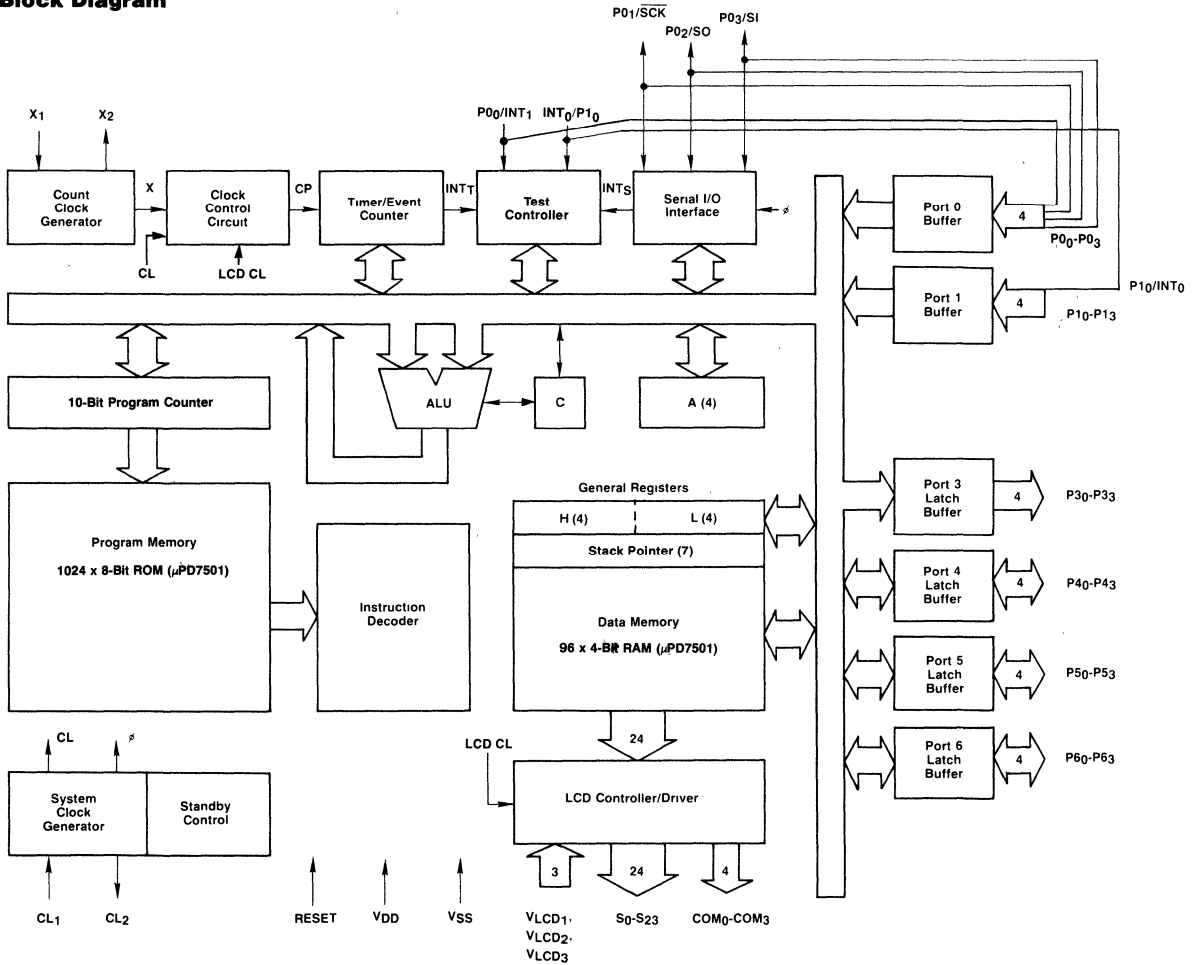 Block Diagram
P0₁/S̅C̅K̅
P0₂/SO
P0₃/SI
X₁
X₂
P0₀/INT₁
INT₀/P1₀
Count
Clock
Generator
X
Clock
Control
Circuit
CP
Timer/Event
Counter
INTT
Test
Controller
INTS
Serial I/O
Interface
ø
CL
LCD CL
Port 0
Buffer
4
P0₀-P0₃
Port 1
Buffer
4
P1₀/INT₀
P1₀-P1₃
10-Bit Program Counter
ALU
C
A (4)
Program Memory
1024 x 8-Bit ROM (μPD7501)
Instruction
Decoder
General Registers
H (4)
L (4)
Stack Pointer (7)
Data Memory
96 x 4-Bit RAM (μPD7501)
Port 3
Latch
Buffer
4
P3₀-P3₃
Port 4
Latch
Buffer
4
P4₀-P4₃
Port 5
Latch
Buffer
4
P5₀-P5₃
Port 6
Latch
Buffer
4
P6₀-P6₃
CL
ø
System
Clock
Generator
Standby
Control
24
LCD CL
LCD Controller/Driver
3
24
4
CL₁
CL₂
RESET
VDD
VSS
VLCD1,
VLCD2,
VLCD3
S₀-S₂₃
COM₀-COM₃